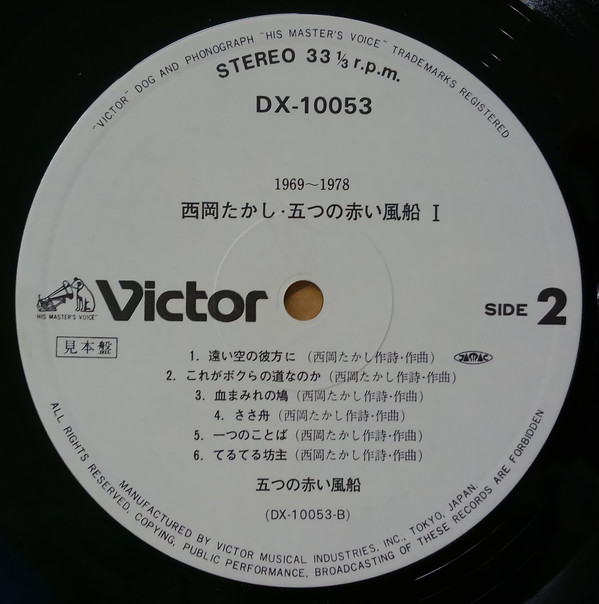 "VICTOR" DOG AND PHONOGRAPH "HIS MASTER'S VOICE" TRADEMARKS REGISTERED
STEREO 33 1/3 r.p.m.
DX-10053
1969～1978
西岡たかし・五つの赤い風船 I
HIS MASTER'S VOICE
Victor
SIDE 2
見本盤
1. 遠い空の彼方に (西岡たかし作詩・作曲) JASRAC
2. これがボクらの道なのか (西岡たかし作詩・作曲)
3. 血まみれの鳩 (西岡たかし作詩・作曲)
4. ささ舟 (西岡たかし作詩・作曲)
5. 一つのことば (西岡たかし作詩・作曲)
6. てるてる坊主 (西岡たかし作詩・作曲)
五つの赤い風船
(DX-10053-B)
MANUFACTURED BY VICTOR MUSICAL INDUSTRIES, INC., TOKYO, JAPAN.
ALL RIGHTS RESERVED. COPYING, PUBLIC PERFORMANCE, BROADCASTING OF THESE RECORDS ARE FORBIDDEN